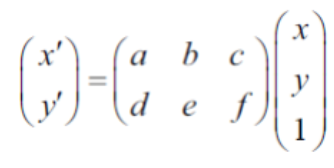 (x′ y′) = (a b c d e f)(x y 1)